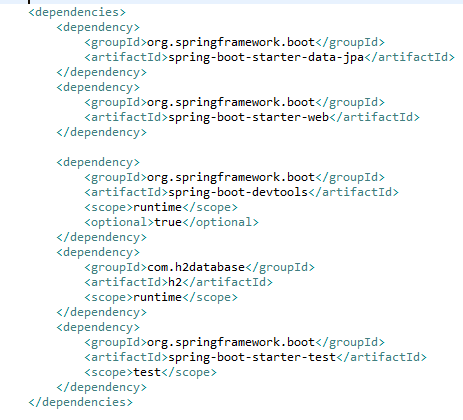 <dependencies>
    <dependency>
        <groupId>org.springframework.boot</groupId>
        <artifactId>spring-boot-starter-data-jpa</artifactId>
    </dependency>
    <dependency>
        <groupId>org.springframework.boot</groupId>
        <artifactId>spring-boot-starter-web</artifactId>
    </dependency>

    <dependency>
        <groupId>org.springframework.boot</groupId>
        <artifactId>spring-boot-devtools</artifactId>
        <scope>runtime</scope>
        <optional>true</optional>
    </dependency>
    <dependency>
        <groupId>com.h2database</groupId>
        <artifactId>h2</artifactId>
        <scope>runtime</scope>
    </dependency>
    <dependency>
        <groupId>org.springframework.boot</groupId>
        <artifactId>spring-boot-starter-test</artifactId>
        <scope>test</scope>
    </dependency>
</dependencies>